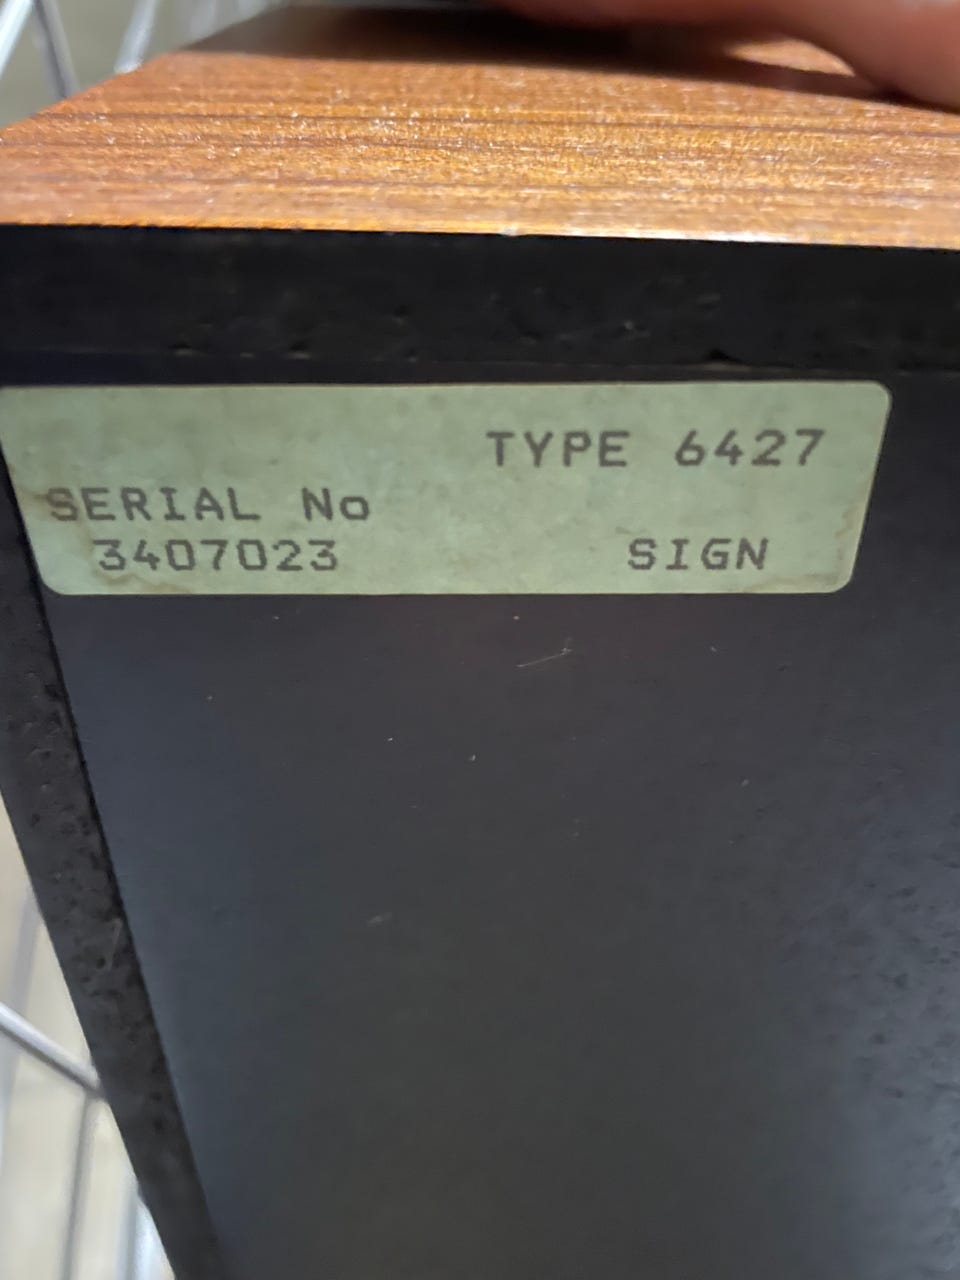 TYPE 6427
SERIAL No
3407023 SIGN